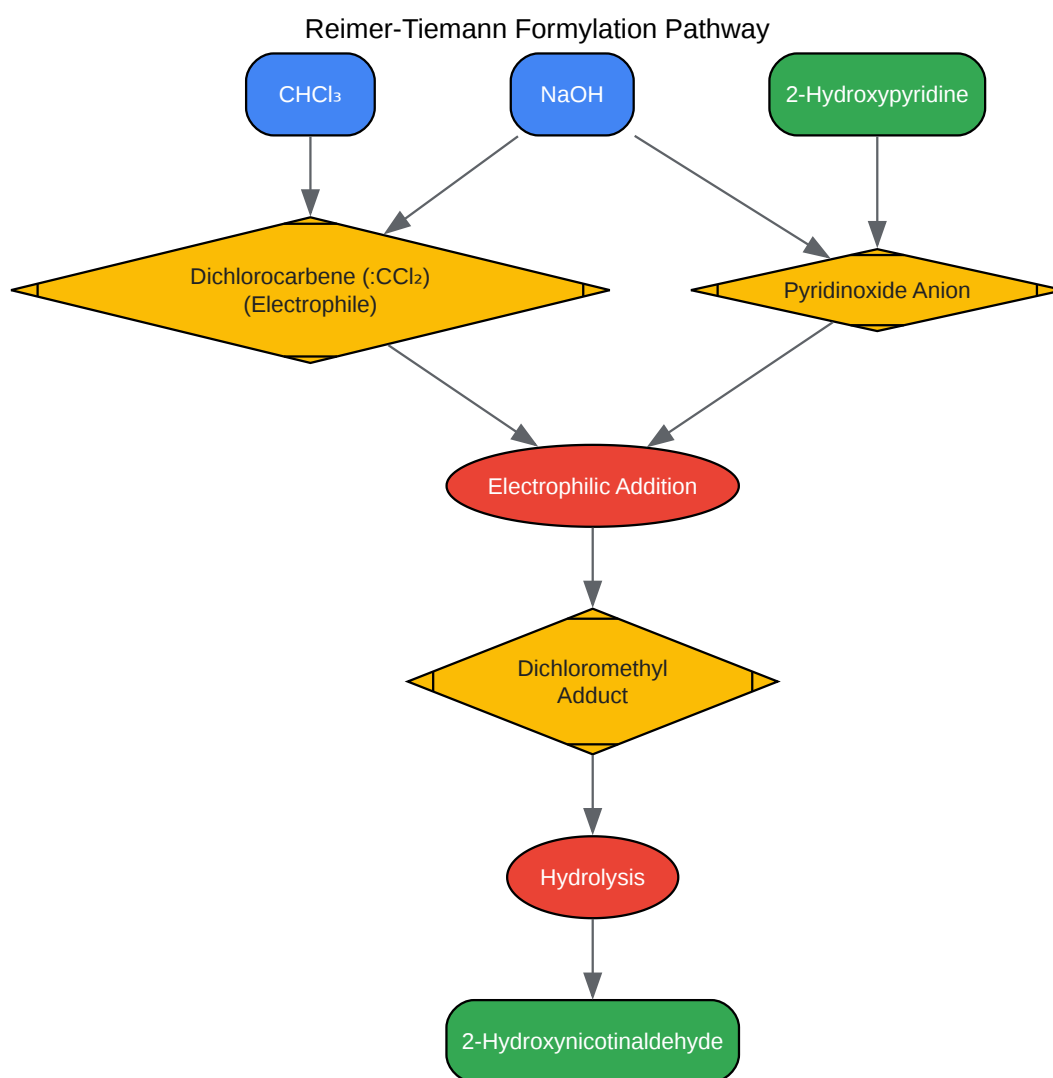 Reimer-Tiemann Formylation Pathway
CHCl₃
NaOH
2-Hydroxypyridine
Dichlorocarbene (:CCl₂)
(Electrophile)
Pyridinoxide Anion
Electrophilic Addition
Dichloromethyl
Adduct
Hydrolysis
2-Hydroxynicotinaldehyde